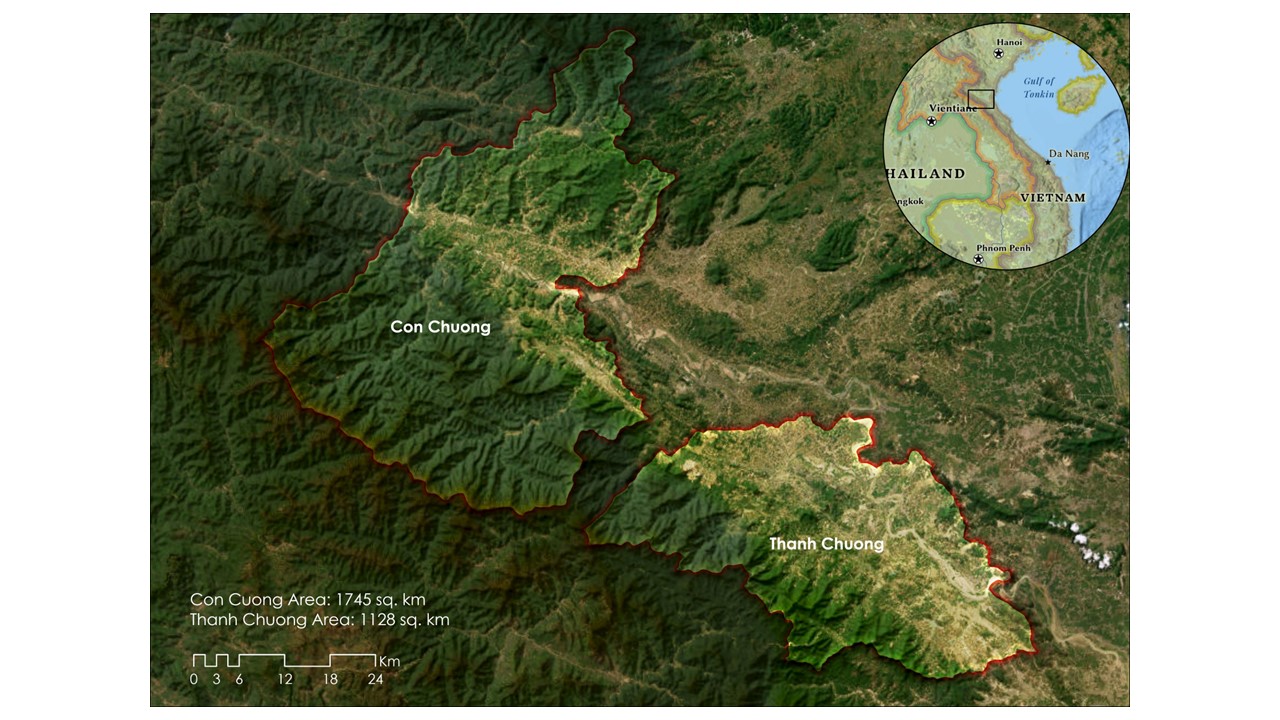 Hanoi
Gulf of
Tonkin
Vientiane
Da Nang
HAILAND
VIETNAM
ngkok
Phnom Penh
Con Chuong
Thanh Chuong
Con Cuong Area: 1745 sq. km
Thanh Chuong Area: 1128 sq. km
Km
0 3 6 12 18 24